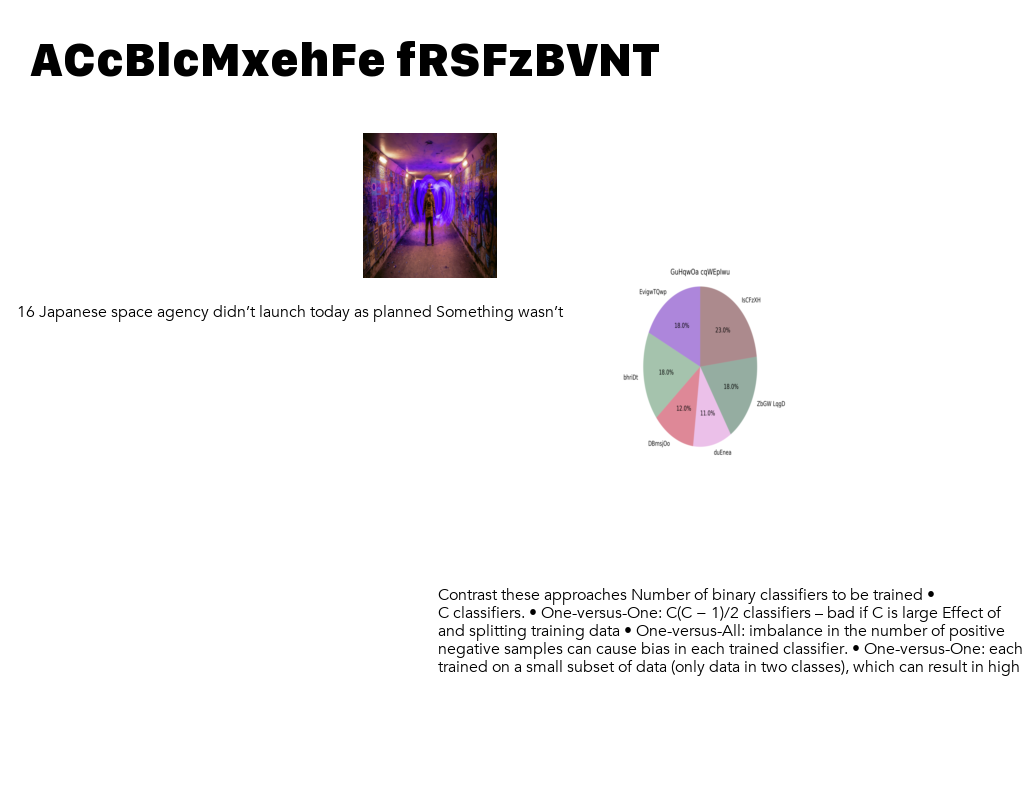 ACcBlcMxehFe fRSFzBVNT
16 Japanese space agency didn’t launch today as planned Something wasn’t
GuHqwOa cqWEpIwu
EvigwTQwp
IsCFzXH
18.0%
23.0%
bhriDt
18.0%
18.0%
ZbGW LqgD
12.0%
11.0%
DBmsjOo
duEnea
Contrast these approaches Number of binary classifiers to be trained •
C classifiers. • One-versus-One: C(C − 1)/2 classifiers – bad if C is large Effect of
and splitting training data • One-versus-All: imbalance in the number of positive
negative samples can cause bias in each trained classifier. • One-versus-One: each
trained on a small subset of data (only data in two classes), which can result in high